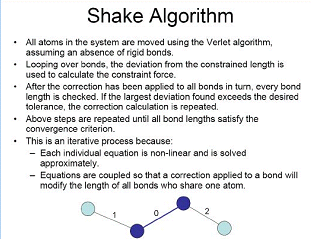 Shake Algorithm
• All atoms in the system are moved using the Verlet algorithm,
assuming an absence of rigid bonds.
• Looping over bonds, the deviation from the constrained length is
used to calculate the constraint force.
• After the correction has been applied to all bonds in turn, every bond
length is checked. If the largest deviation found exceeds the desired
tolerance, the correction calculation is repeated.
• Above steps are repeated until all bond lengths satisfy the
convergence criterion.
• This is an iterative process because:
– Each individual equation is non-linear and is solved
approximately.
– Equations are coupled so that a correction applied to a bond will
modify the length of all bonds who share one atom.
1 0 2